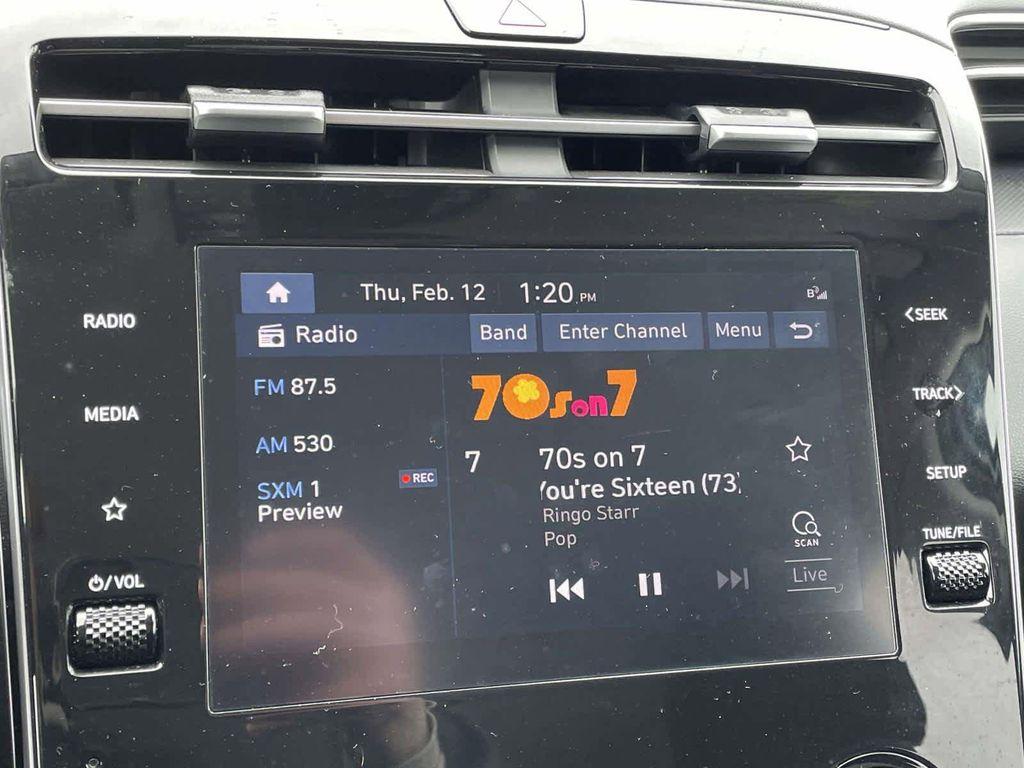 Thu, Feb. 12 1:20 PM B
Radio Band Enter Channel Menu
RADIO
MEDIA
/VOL
FM 87.5
AM 530
SXM 1 REC
Preview
70s on 7
7 70s on 7
You're Sixteen (73)
Ringo Starr
Pop
SCAN
Live
SEEK
TRACK
SETUP
TUNE/FILE